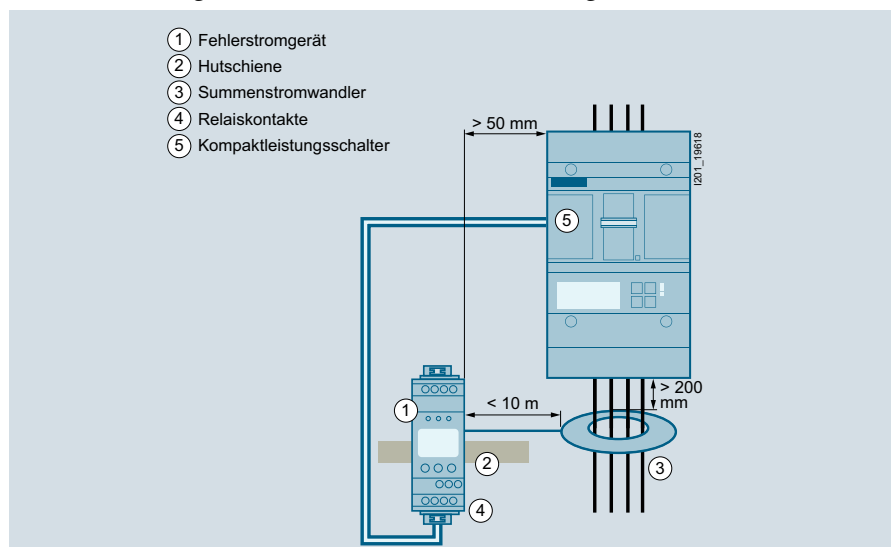 1 Fehlerstromgerät
2 Hutschiene
3 Summenstromwandler
4 Relaiskontakte
5 Kompaktleistungsschalter
> 50 mm
I201_19618
5
> 200
mm
< 10 m
1
2
3
4